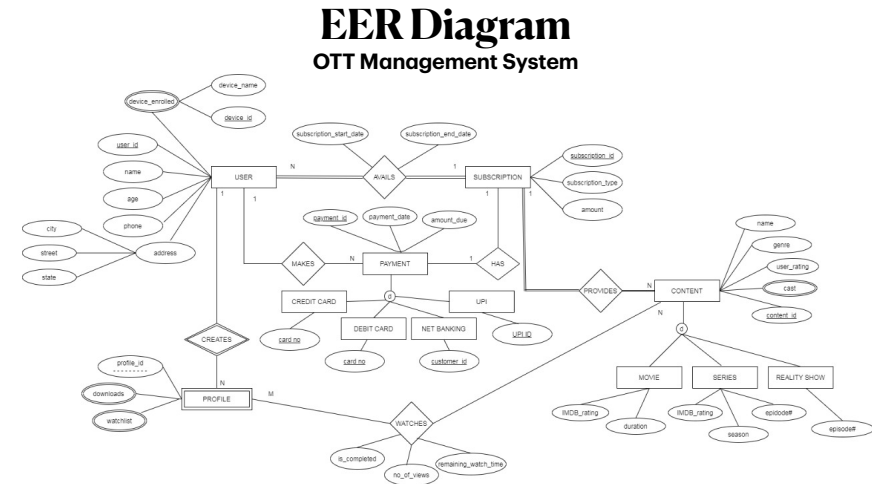 EER Diagram
OTT Management System
device_name
device_enrolled
device_id
subscription_start_date
subscription_end_date
user_id
name
age
phone
address
city
street
state
USER
1
1
N
AVAILS
1
SUBSCRIPTION
1
1
subscription_id
subscription_type
amount
payment_id
payment_date
amount_due
MAKES
N
PAYMENT
1
HAS
d
CREDIT CARD
UPI
DEBIT CARD
NET BANKING
card no
card no
customer_id
UPI ID
PROVIDES
N
CONTENT
N
name
genre
user_rating
cast
content_id
d
MOVIE
SERIES
REALITY SHOW
IMDB_rating
duration
IMDB_rating
season
epidode#
episode#
CREATES
N
PROFILE
profile_id
downloads
watchlist
M
WATCHES
is_completed
no_of_views
remaining_watch_time